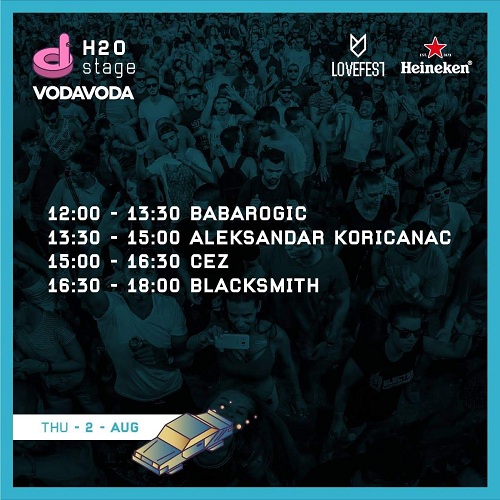 H2O
stage
VODAVODA
LOVEFEST
Heineken®
12:00 - 13:30 BABAROGIC
13:30 - 15:00 ALEKSANDAR KORICANAC
15:00 - 16:30 CEZ
16:30 - 18:00 BLACKSMITH
THU - 2 - AUG